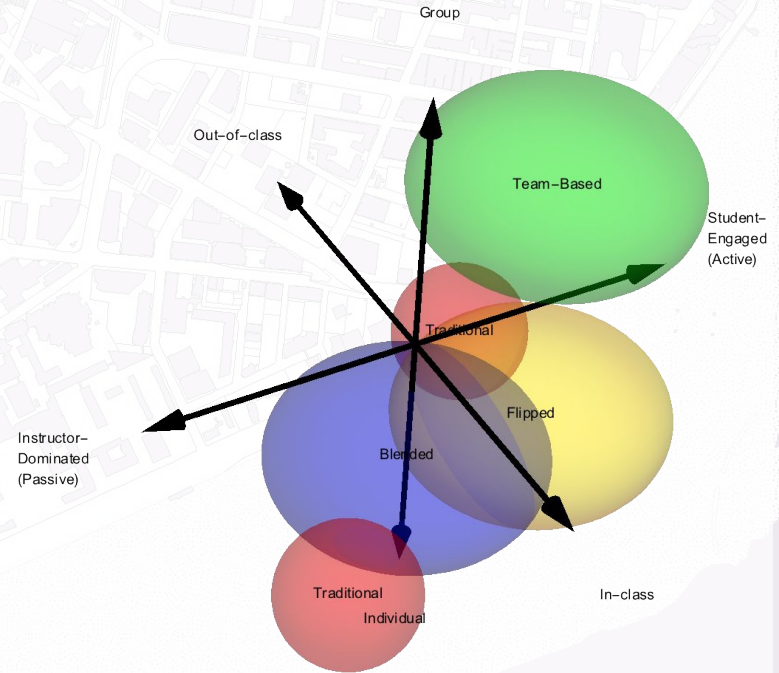 Group
Out-of-class
Team-Based
Student-
Engaged
(Active)
Traditional
Flipped
Instructor-
Dominated
(Passive)
Blended
Traditional
In-class
Individual